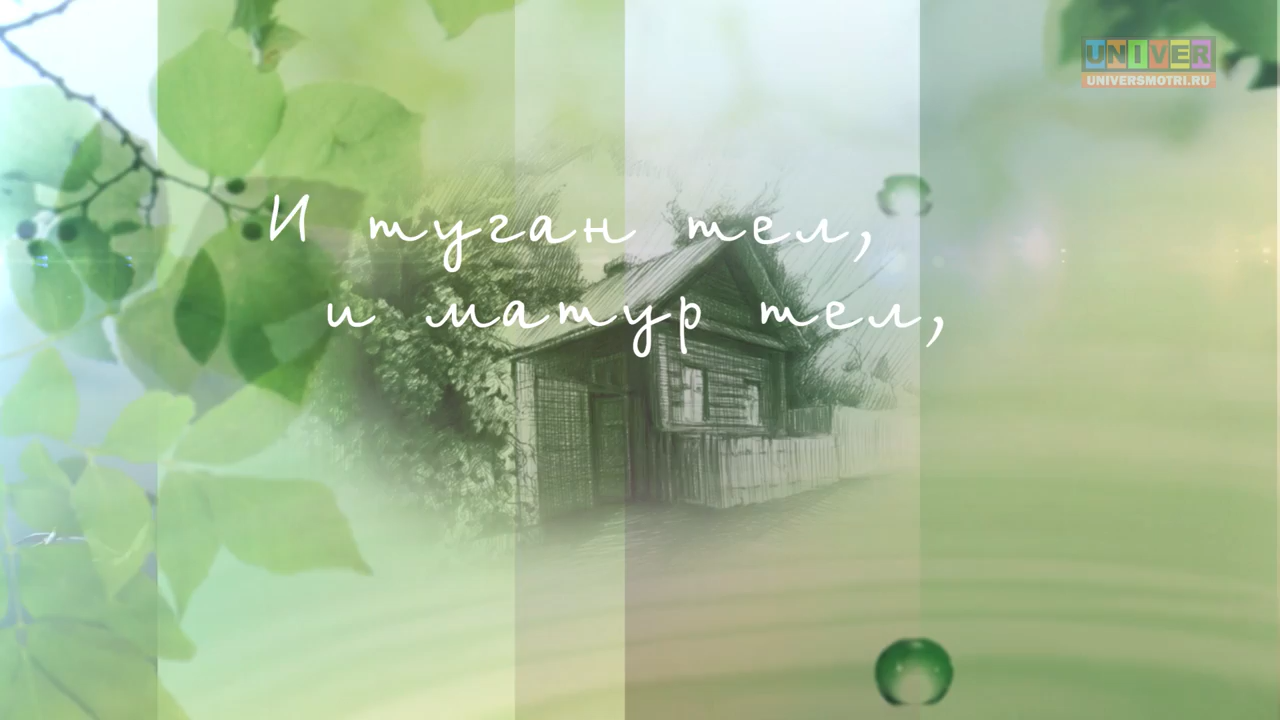 UNIVER
UNIVERSMOTRI.RU
И туган тел,
и матур тел,